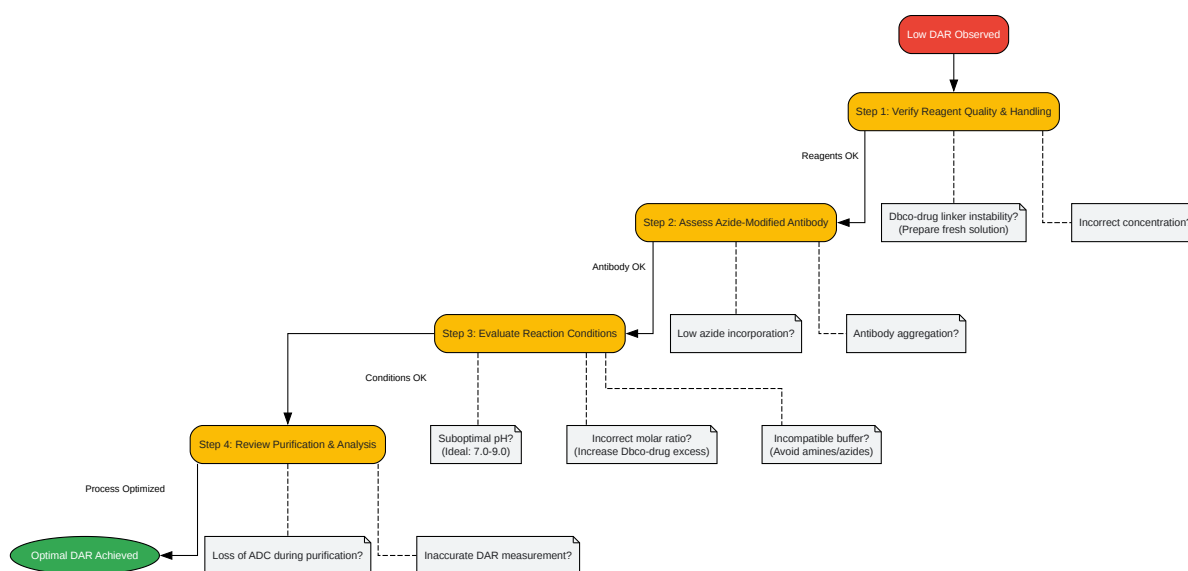 Low DAR Observed
Step 1: Verify Reagent Quality & Handling
Reagents OK
Step 2: Assess Azide-Modified Antibody
Dbco-drug linker instability?
(Prepare fresh solution)
Incorrect concentration?
Antibody OK
Step 3: Evaluate Reaction Conditions
Low azide incorporation?
Antibody aggregation?
Conditions OK
Step 4: Review Purification & Analysis
Suboptimal pH?
(Ideal: 7.0-9.0)
Incorrect molar ratio?
(Increase Dbco-drug excess)
Incompatible buffer?
(Avoid amines/azides)
Process Optimized
Optimal DAR Achieved
Loss of ADC during purification?
Inaccurate DAR measurement?